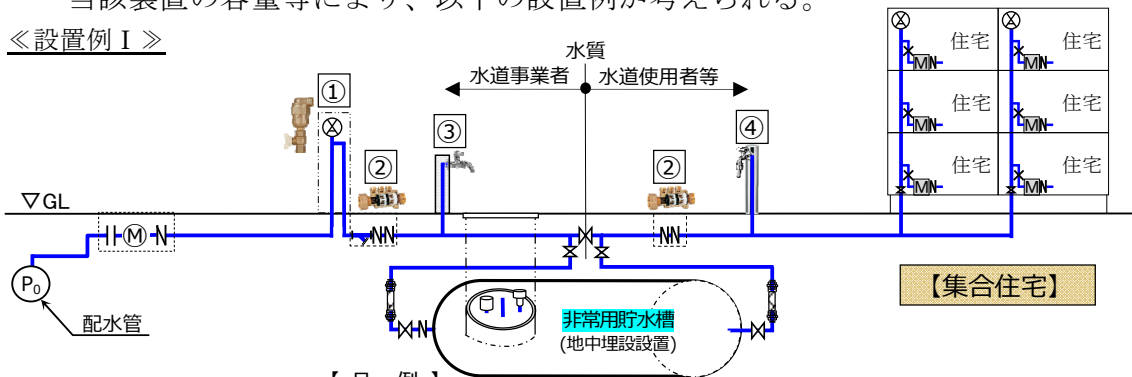 当該装置の容量等により、以下の設置例が考えられる。
≪設置例Ⅰ≫
水質
水道事業者
水道使用者等
①
③
④
②
②
▽GL
M
P₀
配水管
非常用貯水槽
(地中埋設設置)
住宅
住宅
M
M
住宅
住宅
M
M
住宅
住宅
M
M
【集合住宅】
【凡 例】